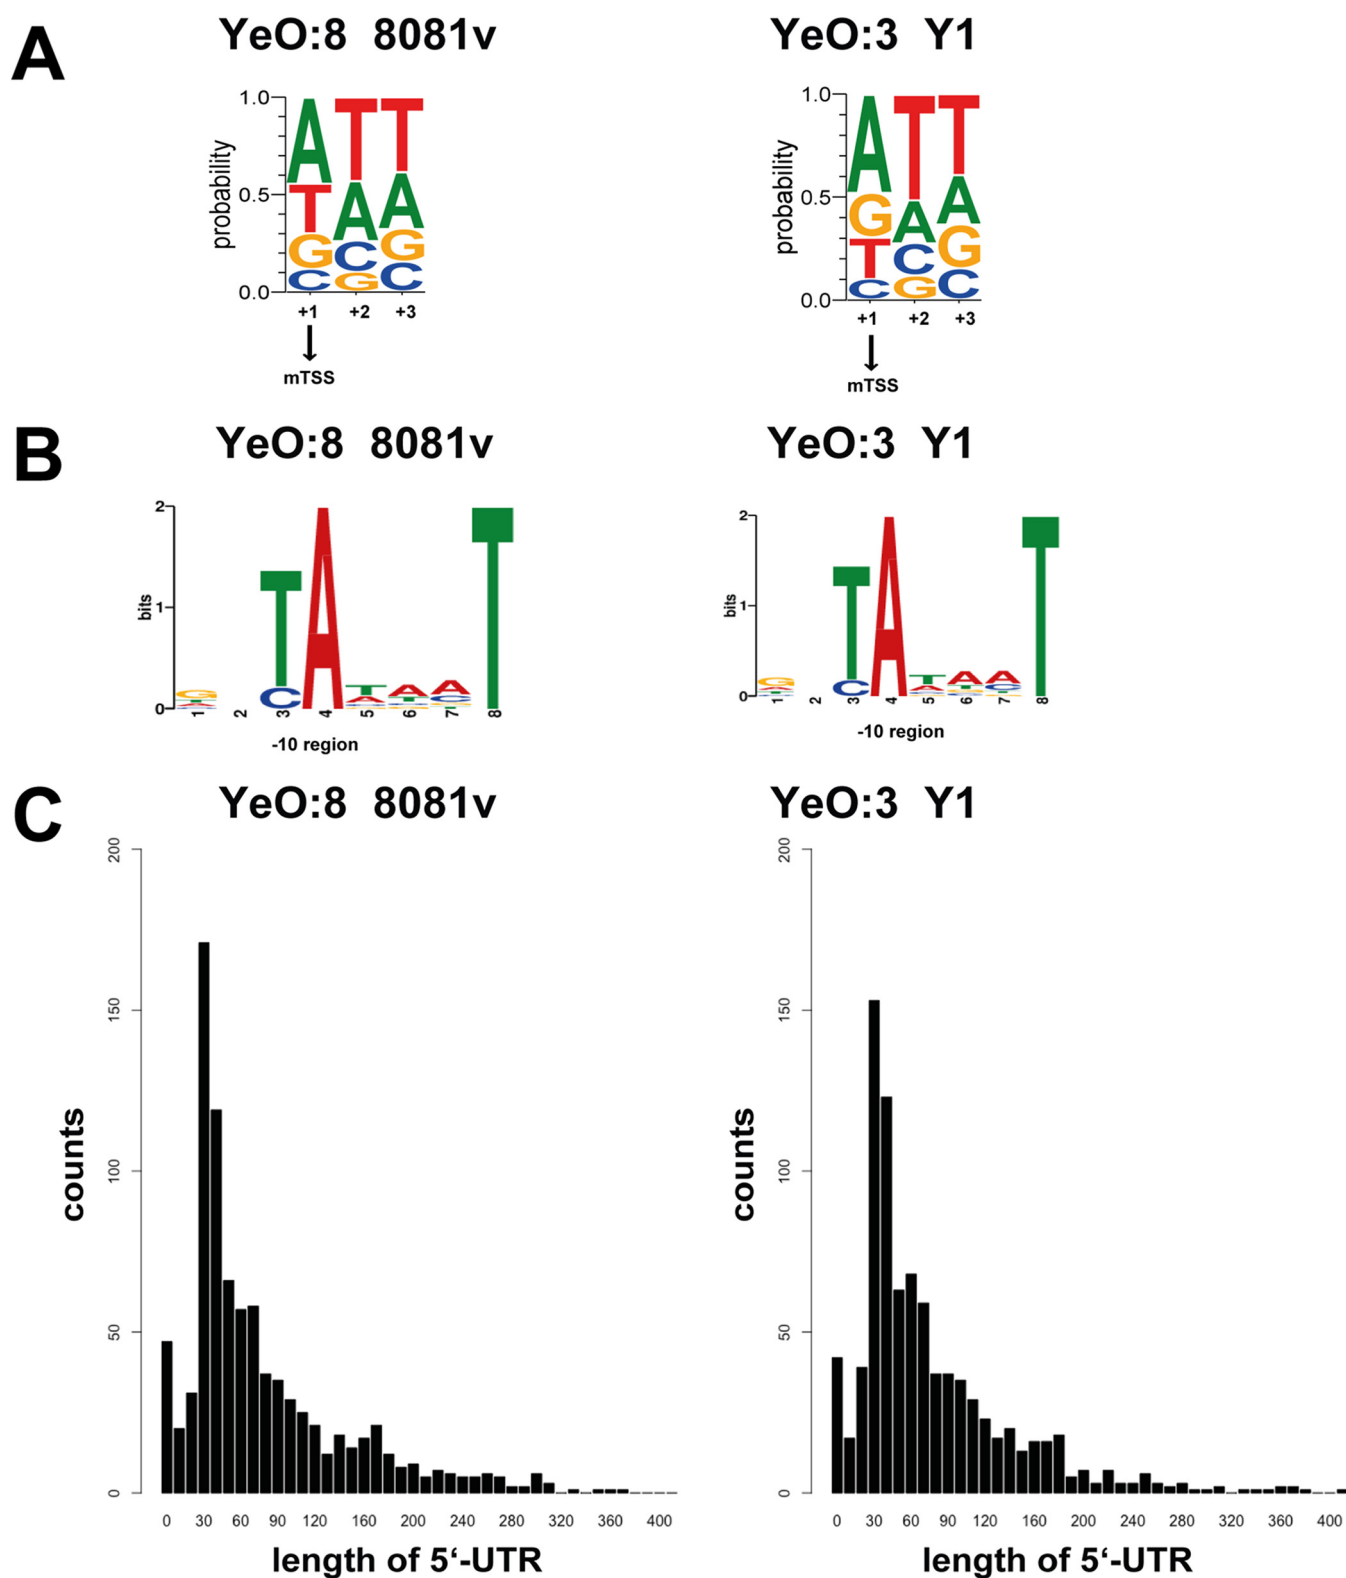 A
YeO:8 8081v
YeO:3 Y1
1.0
0.5
0.0
probability
A T T
T A A
G C G
C G C
+1 +2 +3
mTSS
1.0
0.5
0.0
probability
A T T
G A A
T C G
C G C
+1 +2 +3
mTSS
B
YeO:8 8081v
YeO:3 Y1
2
1
0
bits
G T A T A A T
C A T C
1 2 3 4 5 6 7 8
-10 region
2
1
0
bits
G T A T A A T
C A T C
1 2 3 4 5 6 7 8
-10 region
C
YeO:8 8081v
YeO:3 Y1
200
150
100
50
0
counts
0 30 60 90 120 160 200 240 280 320 360 400
length of 5‘-UTR
200
150
100
50
0
counts
0 30 60 90 120 160 200 240 280 320 360 400
length of 5‘-UTR